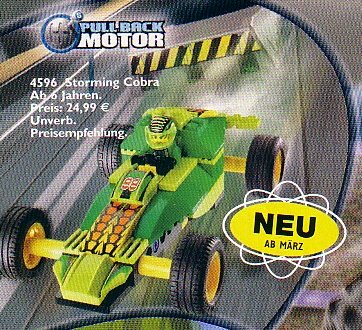 PULL BACK
MOTOR
4596 Storming Cobra
Ab 6 Jahren.
Preis: 24,99 €
Unverb.
Preisempfehlung.
NEU
AB MÄRZ